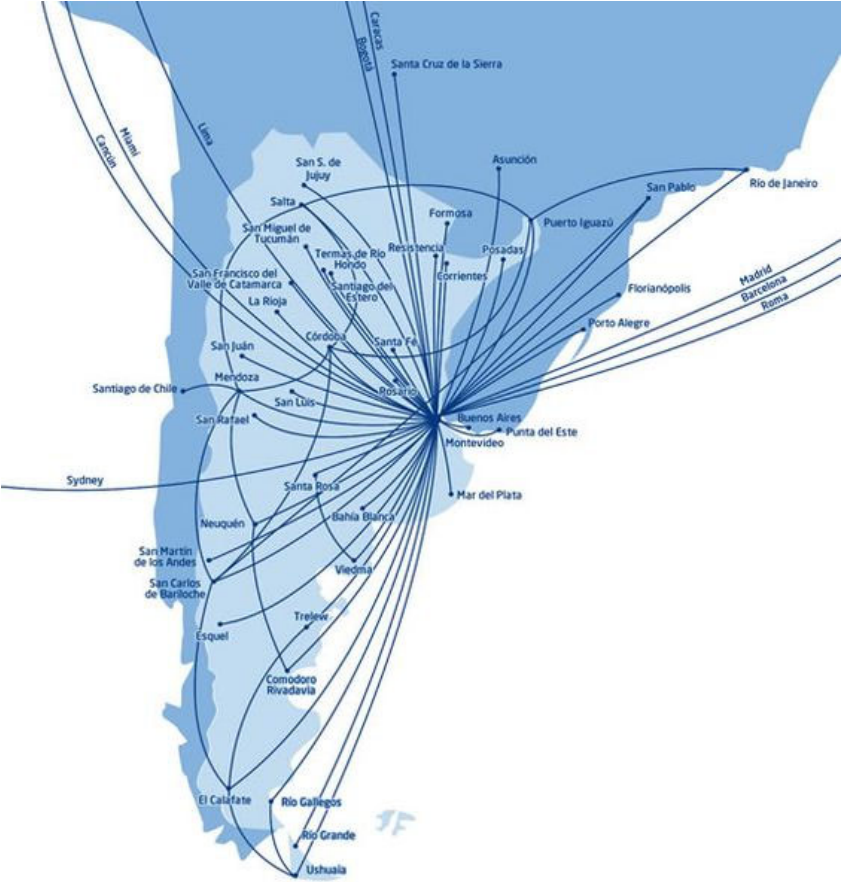 Caracas
Bogotá
Santa Cruz de la Sierra
Miami
Cancún
Lima
San S. de
Jujuy
Asunción
San Pablo
Río de Janeiro
Salta
Formosa
Puerto Iguazú
San Miguel de
Tucumán
Termas de Río
Hondo
Resistencia
Posadas
San Francisco del
Valle de Catamarca
Corrientes
Madrid
Barcelona
Roma
Santiago del
Estero
Florianópolis
La Rioja
Porto Alegre
Córdoba
Santa Fe
San Juán
Mendoza
Santiago de Chile
Rosario
San Luis
San Rafael
Buenos Aires
Punta del Este
Montevideo
Sydney
Santa Rosa
Mar del Plata
Bahía Blanca
Neuquén
San Martín
de los Andes
Viedma
San Carlos
de Bariloche
Esquel
Trelew
Comodoro
Rivadavia
El Calafate
Río Gallegos
Río Grande
Ushuaia